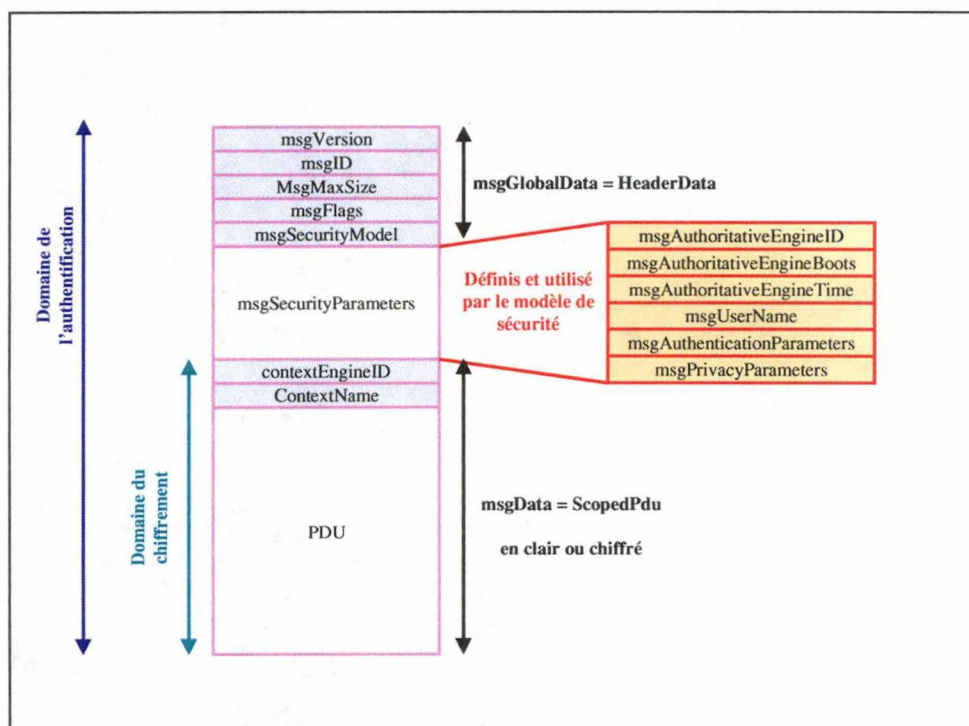 msgVersion
msgID
MsgMaxSize
msgFlags
msgSecurityModel
msgSecurityParameters
contextEngineID
ContextName
PDU
Domaine de
l'authentification
Domaine du
chiffrement
msgGlobalData = HeaderData
Définis et utilisé
par le modèle de
sécurité
msgAuthoritativeEngineID
msgAuthoritativeEngineBoots
msgAuthoritativeEngineTime
msgUserName
msgAuthenticationParameters
msgPrivacyParameters
msgData = ScopedPdu
en clair ou chiffré